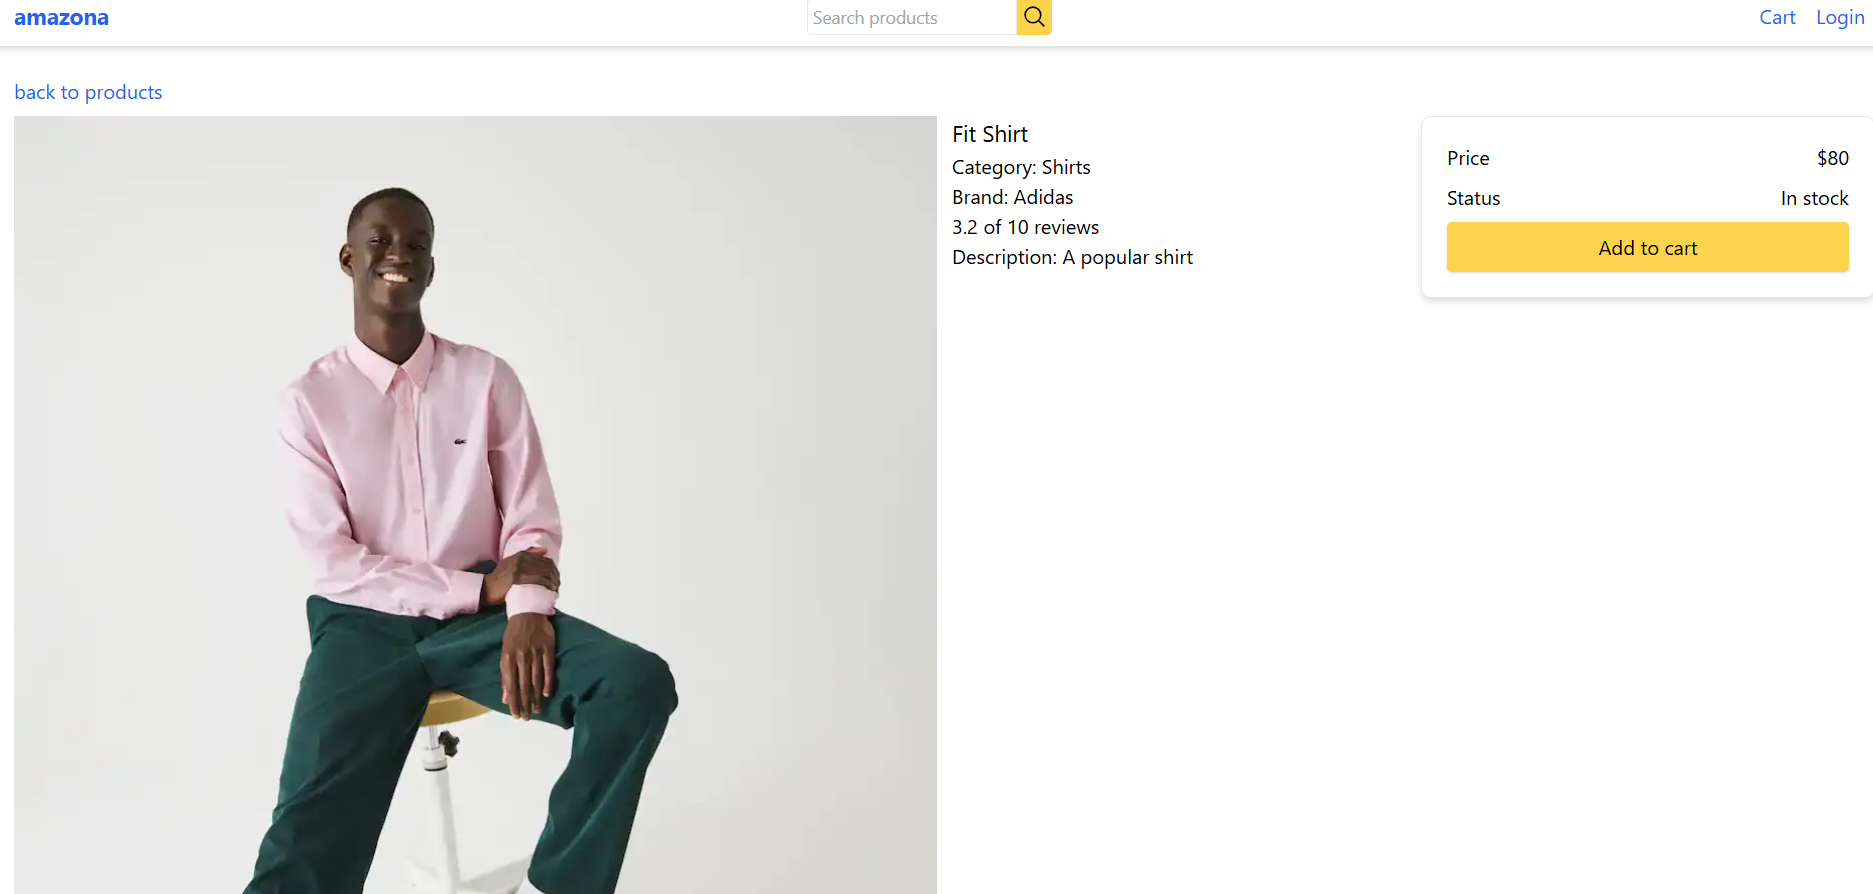 amazona
Search products
Cart
Login
back to products
Fit Shirt
Category: Shirts
Brand: Adidas
3.2 of 10 reviews
Description: A popular shirt
Price
$80
Status
In stock
Add to cart